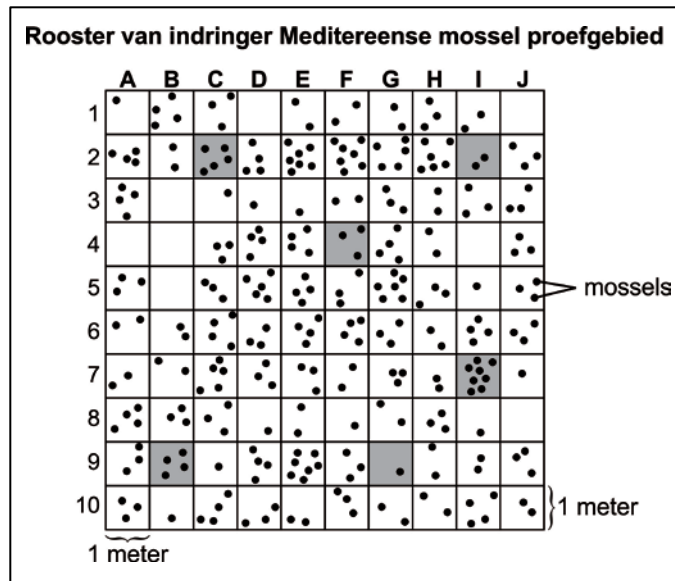 Rooster van indringer Meditereense mossel proefgebied
A B C D E F G H I J
1
2
3
4
5
mossels
6
7
8
9
10
1 meter
1 meter